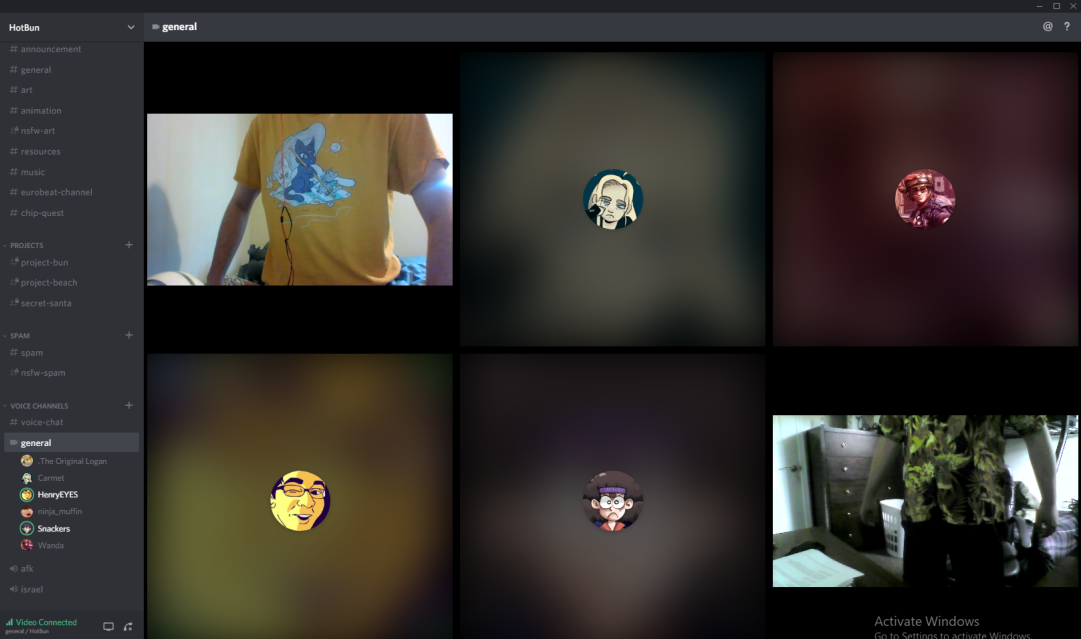 HotBun
general
@ ?
# announcement
# general
# art
# animation
nsfw-art
# resources
# music
# eurobeat-channel
# chip-quest
PROJECTS +
project-bun
project-beach
secret-santa
SPAM +
# spam
nsfw-spam
VOICE CHANNELS +
# voice-chat
general
.The Original Logan
Carmet
HenryEYES
ninja_muffin
Snackers
Wanda
afk
israel
Video Connected
general / HotBun
Activate Windows
Go to Settings to activate Windows.